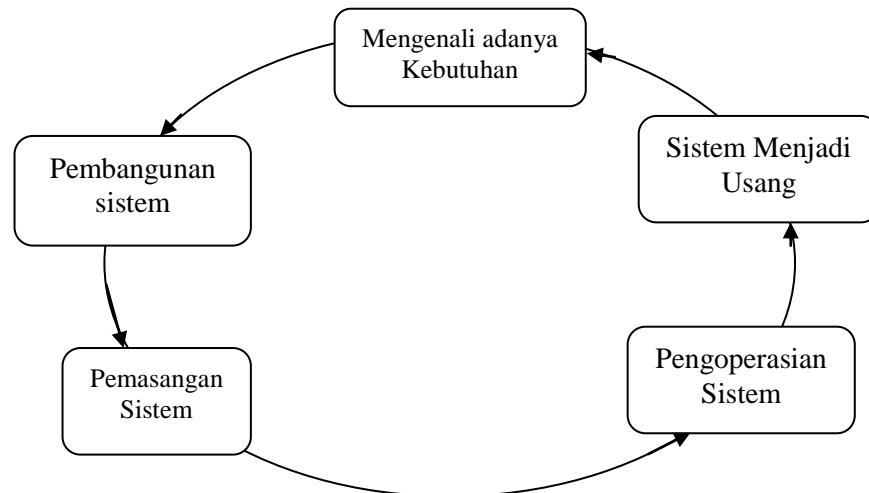 Mengenali adanya
Kebutuhan
Pembangunan
sistem
Pemasangan
Sistem
Pengoperasian
Sistem
Sistem Menjadi
Usang